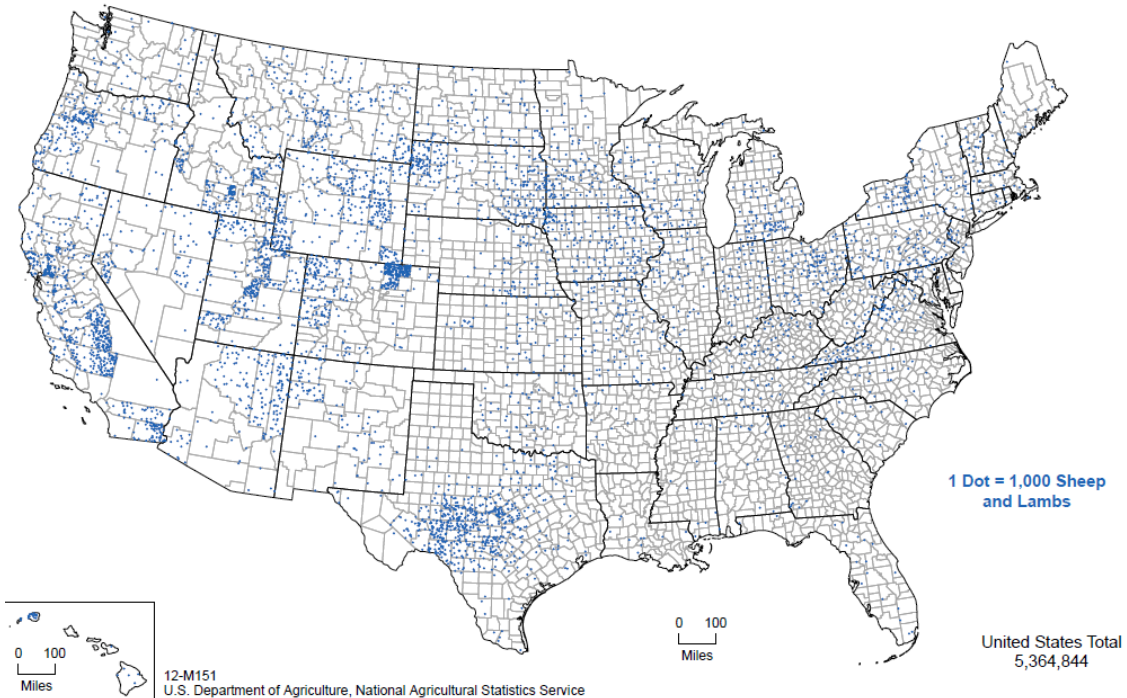 1 Dot = 1,000 Sheep
and Lambs
0 100
Miles
0 100
Miles
United States Total
5,364,844
12-M151
U.S. Department of Agriculture, National Agricultural Statistics Service